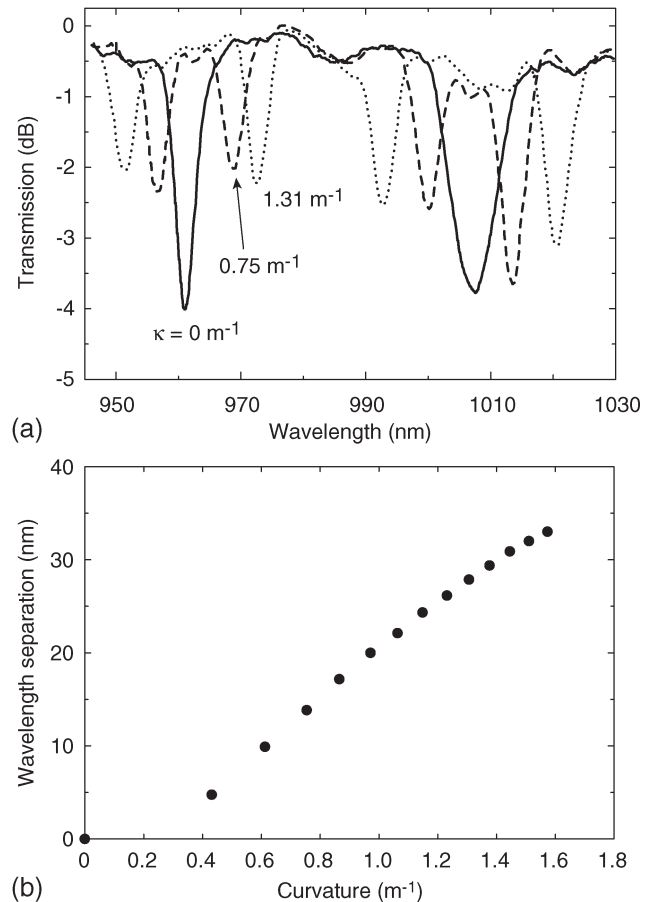 0
-1
-2
-3
-4
-5
Transmission (dB)
1.31 m-1
0.75 m-1
κ = 0 m-1
950 970 990 1010 1030
Wavelength (nm)
(a)
40
30
20
10
0
Wavelength separation (nm)
0 0.2 0.4 0.6 0.8 1.0 1.2 1.4 1.6 1.8
Curvature (m-1)
(b)